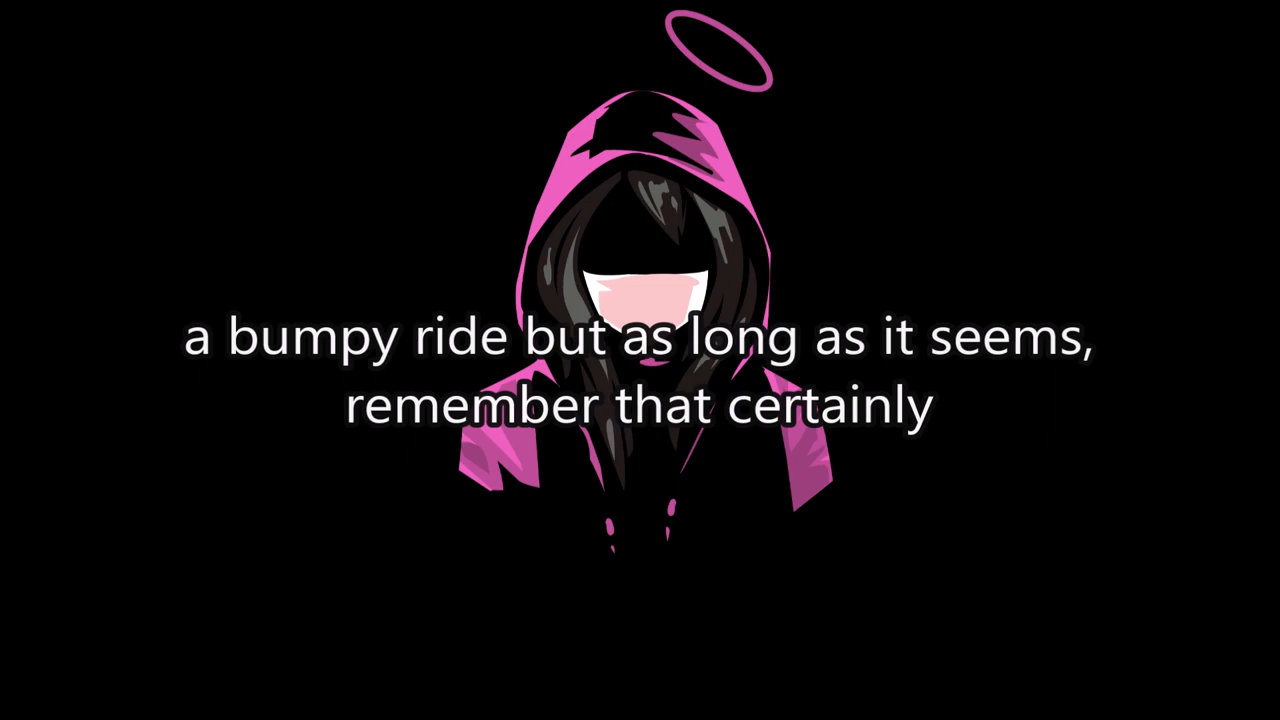 a bumpy ride but as long as it seems,
remember that certainly